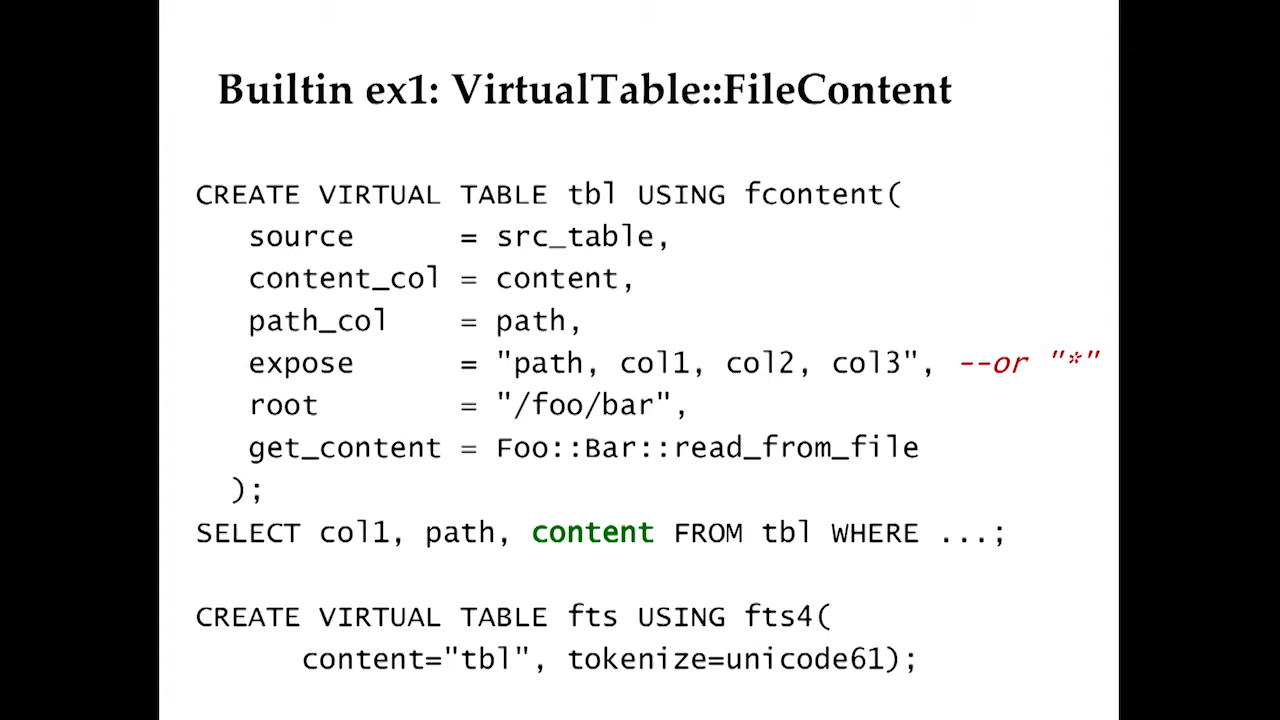 Builtin ex1: VirtualTable::FileContent
CREATE VIRTUAL TABLE tbl USING fcontent(
source = src_table,
content_col = content,
path_col = path,
expose = "path, col1, col2, col3", --or "*"
root = "/foo/bar",
get_content = Foo::Bar::read_from_file
);
SELECT col1, path, content FROM tbl WHERE ...;
CREATE VIRTUAL TABLE fts USING fts4(
content="tbl", tokenize=unicode61);